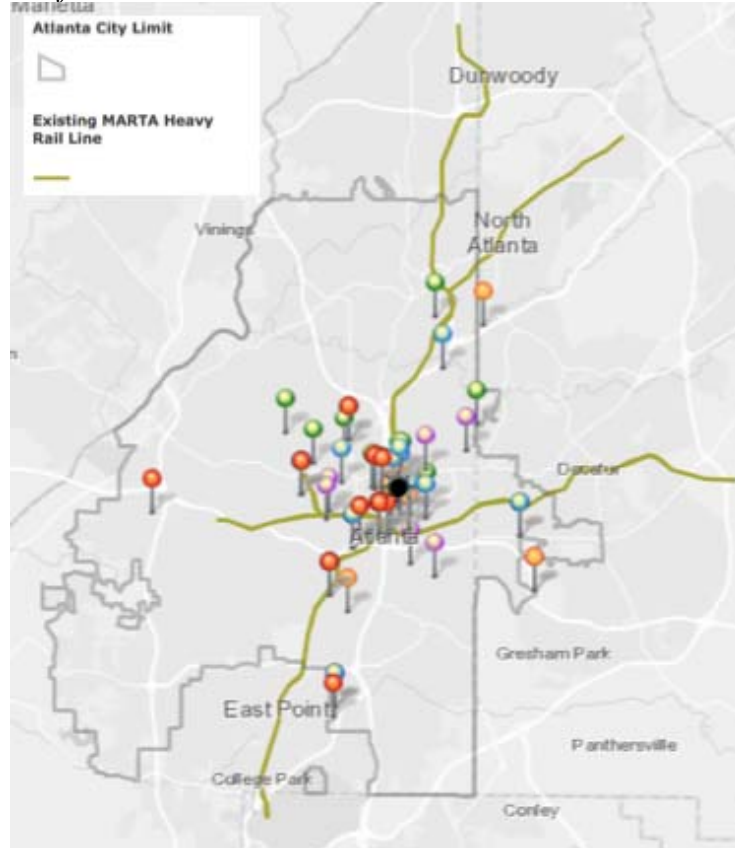 Marietta
Atlanta City Limit
Existing MARTA Heavy
Rail Line
Dunwoody
North
Atlanta
Vinings
Decatur
Atlanta
Gresham Park
East Point
Panthersville
College Park
Conley